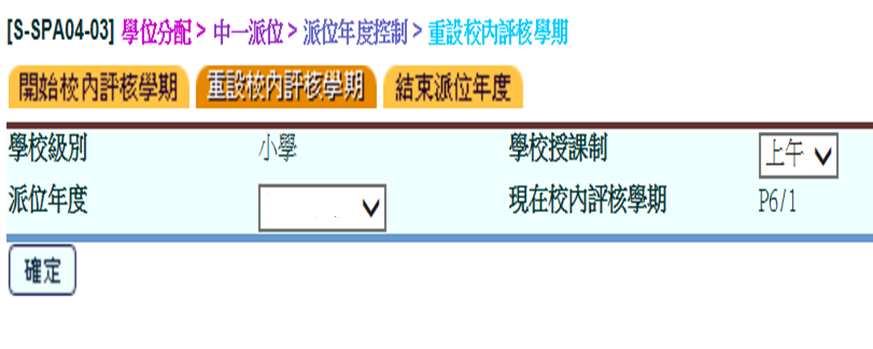 [S-SPA04-03] 學位分配 > 中一派位 > 派位年度控制 > 重設校內評核學期
開始校內評核學期 重設校內評核學期 結束派位年度
學校級別 小學 學校授課制 上午
派位年度 現在校內評核學期 P6/1
確定